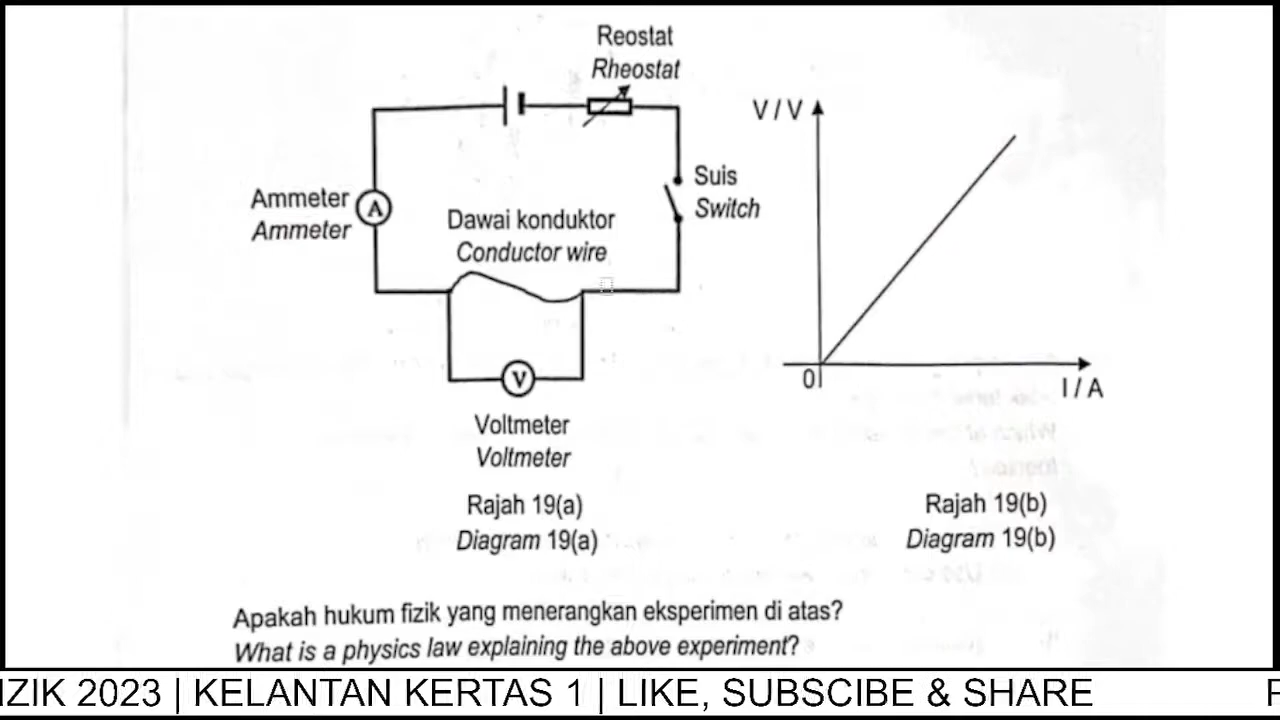 Reostat
Rheostat
V / V
Suis
Switch
Ammeter
Ammeter
A
Dawai konduktor
Conductor wire
V
0
I / A
Voltmeter
Voltmeter
Rajah 19(a)
Diagram 19(a)
Rajah 19(b)
Diagram 19(b)
Apakah hukum fizik yang menerangkan eksperimen di atas?
What is a physics law explaining the above experiment?
IZIK 2023 | KELANTAN KERTAS 1 | LIKE, SUBSCIBE & SHARE